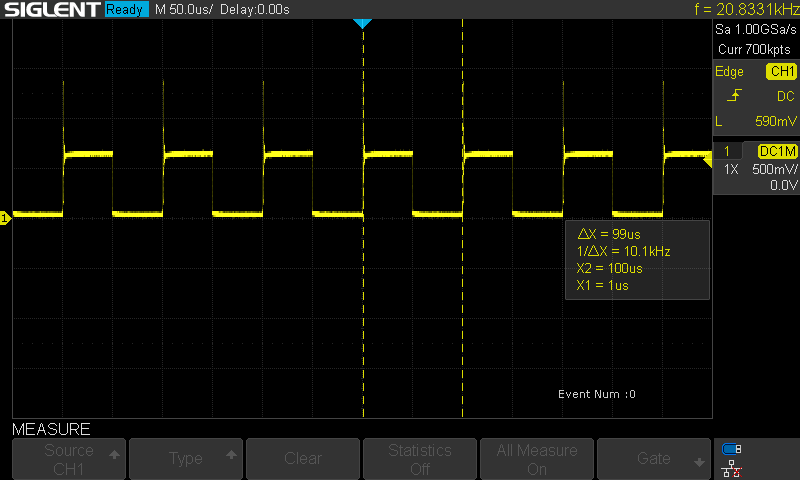 SIGLENT Ready M 50.0us/ Delay:0.00s f = 20.8331kHz
Sa 1.00GSa/s
Curr 700kpts
Edge CH1
DC
L 590mV
1 DC1M
1X 500mV/
0.0V
1
ΔX = 99us
1/ΔX = 10.1kHz
X2 = 100us
X1 = 1us
Event Num :0
MEASURE
Source
CH1
Type
Clear
Statistics
Off
All Measure
On
Gate